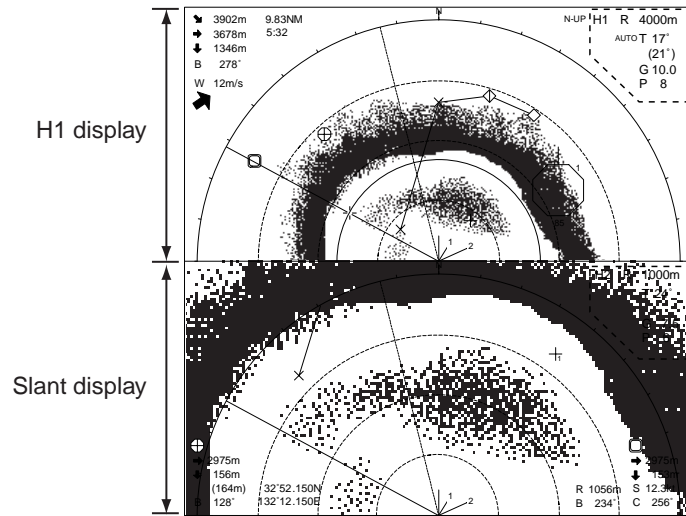 H1 display
Slant display
3902m 9.83NM
3678m 5:32
1346m
B 278°
W 12m/s
N
N-UP H1 R 4000m
AUTO T 17°
(21°)
G 10.0
P 8
1
2
1000m
2975m
156m
(164m) 32°52.150N
B 128° 132°12.150E
1
2
2975m
R 1056m S 12.3
B 234° C 256°